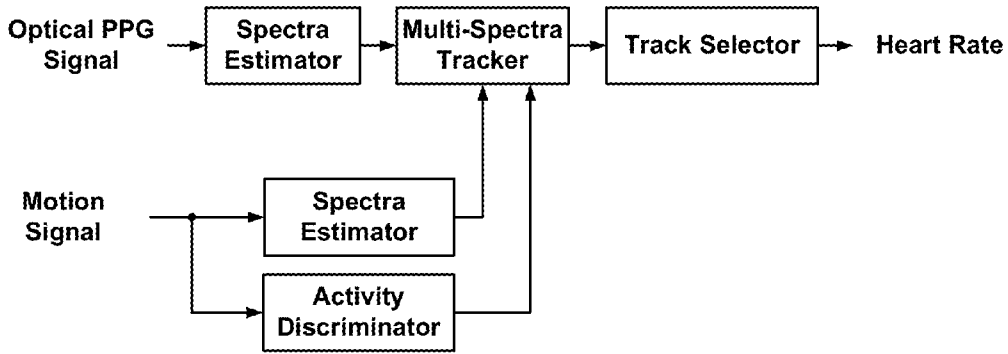 Optical PPG
Signal
Spectra
Estimator
Multi-Spectra
Tracker
Track Selector
Heart Rate
Motion
Signal
Spectra
Estimator
Activity
Discriminator